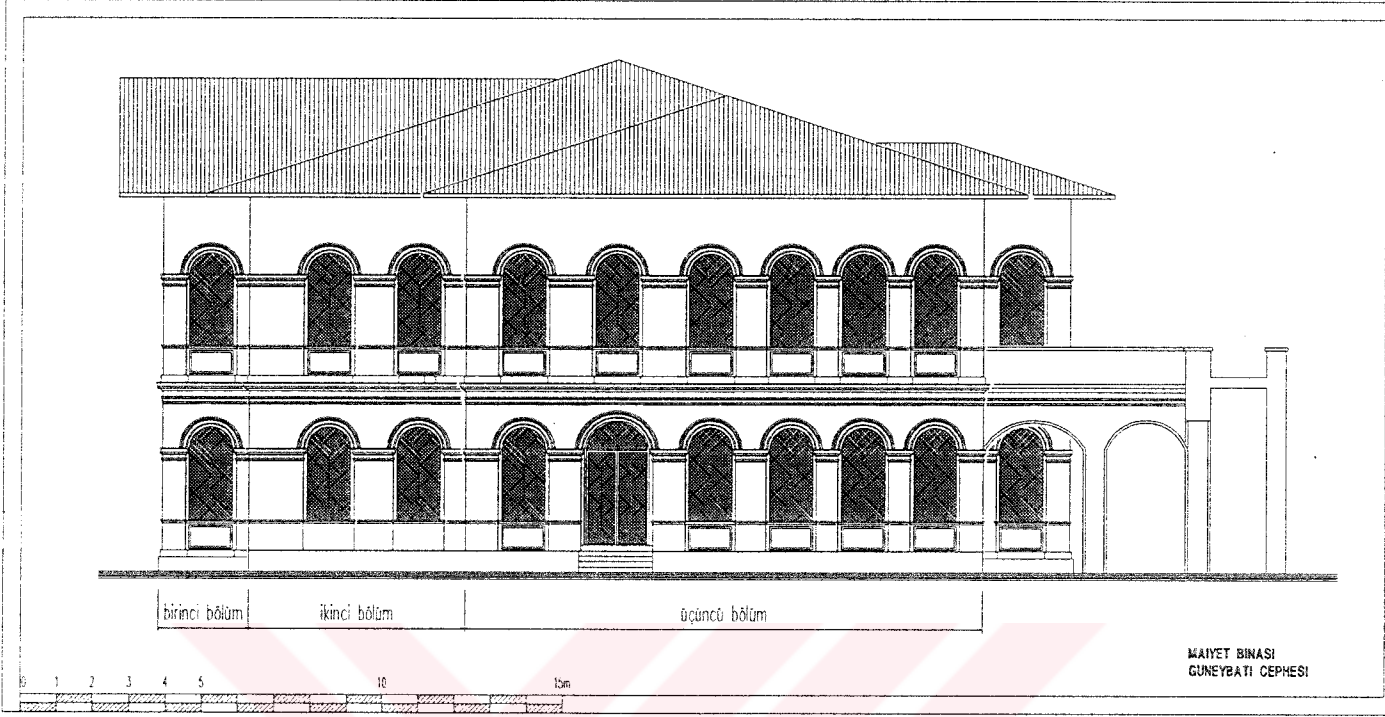 birinci bölüm ikinci bölüm üçüncü bölüm
MAIYET BINASI
GUNEYBATI CEPHESI
0 1 2 3 4 5 10 15m